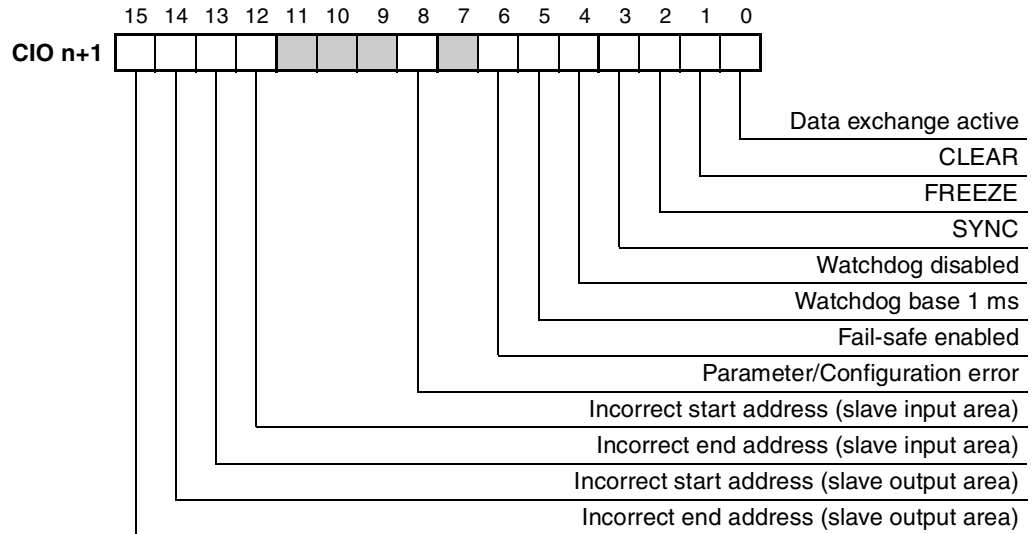 15 14 13 12 11 10 9 8 7 6 5 4 3 2 1 0
CIO n+1
Data exchange active
CLEAR
FREEZE
SYNC
Watchdog disabled
Watchdog base 1 ms
Fail-safe enabled
Parameter/Configuration error
Incorrect start address (slave input area)
Incorrect end address (slave input area)
Incorrect start address (slave output area)
Incorrect end address (slave output area)